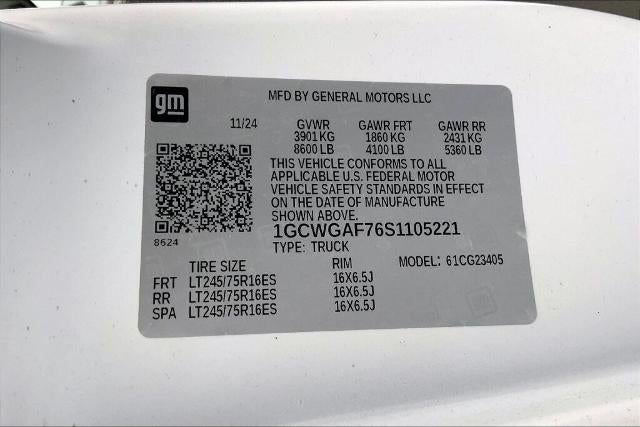 gm
MFD BY GENERAL MOTORS LLC
11/24 GVWR GAWR FRT GAWR RR
3901 KG 1860 KG 2431 KG
8600 LB 4100 LB 5360 LB
THIS VEHICLE CONFORMS TO ALL
APPLICABLE U.S. FEDERAL MOTOR
VEHICLE SAFETY STANDARDS IN EFFECT
ON THE DATE OF MANUFACTURE
SHOWN ABOVE.
8624
1GCWGAF76S1105221
TYPE: TRUCK
TIRE SIZE RIM MODEL: 61CG23405
FRT LT245/75R16ES 16X6.5J
RR LT245/75R16ES 16X6.5J
SPA LT245/75R16ES 16X6.5J